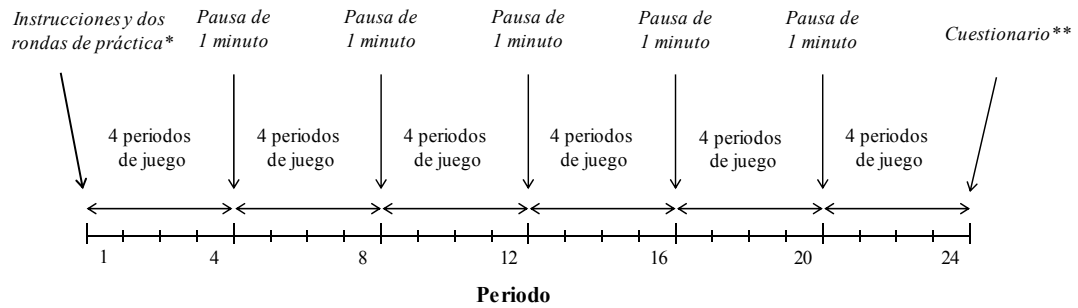 Instrucciones y dos
rondas de práctica*
Pausa de
1 minuto
Pausa de
1 minuto
Pausa de
1 minuto
Pausa de
1 minuto
Pausa de
1 minuto
Cuestionario**
4 periodos
de juego
4 periodos
de juego
4 periodos
de juego
4 periodos
de juego
4 periodos
de juego
4 periodos
de juego
1 4 8 12 16 20 24
Periodo